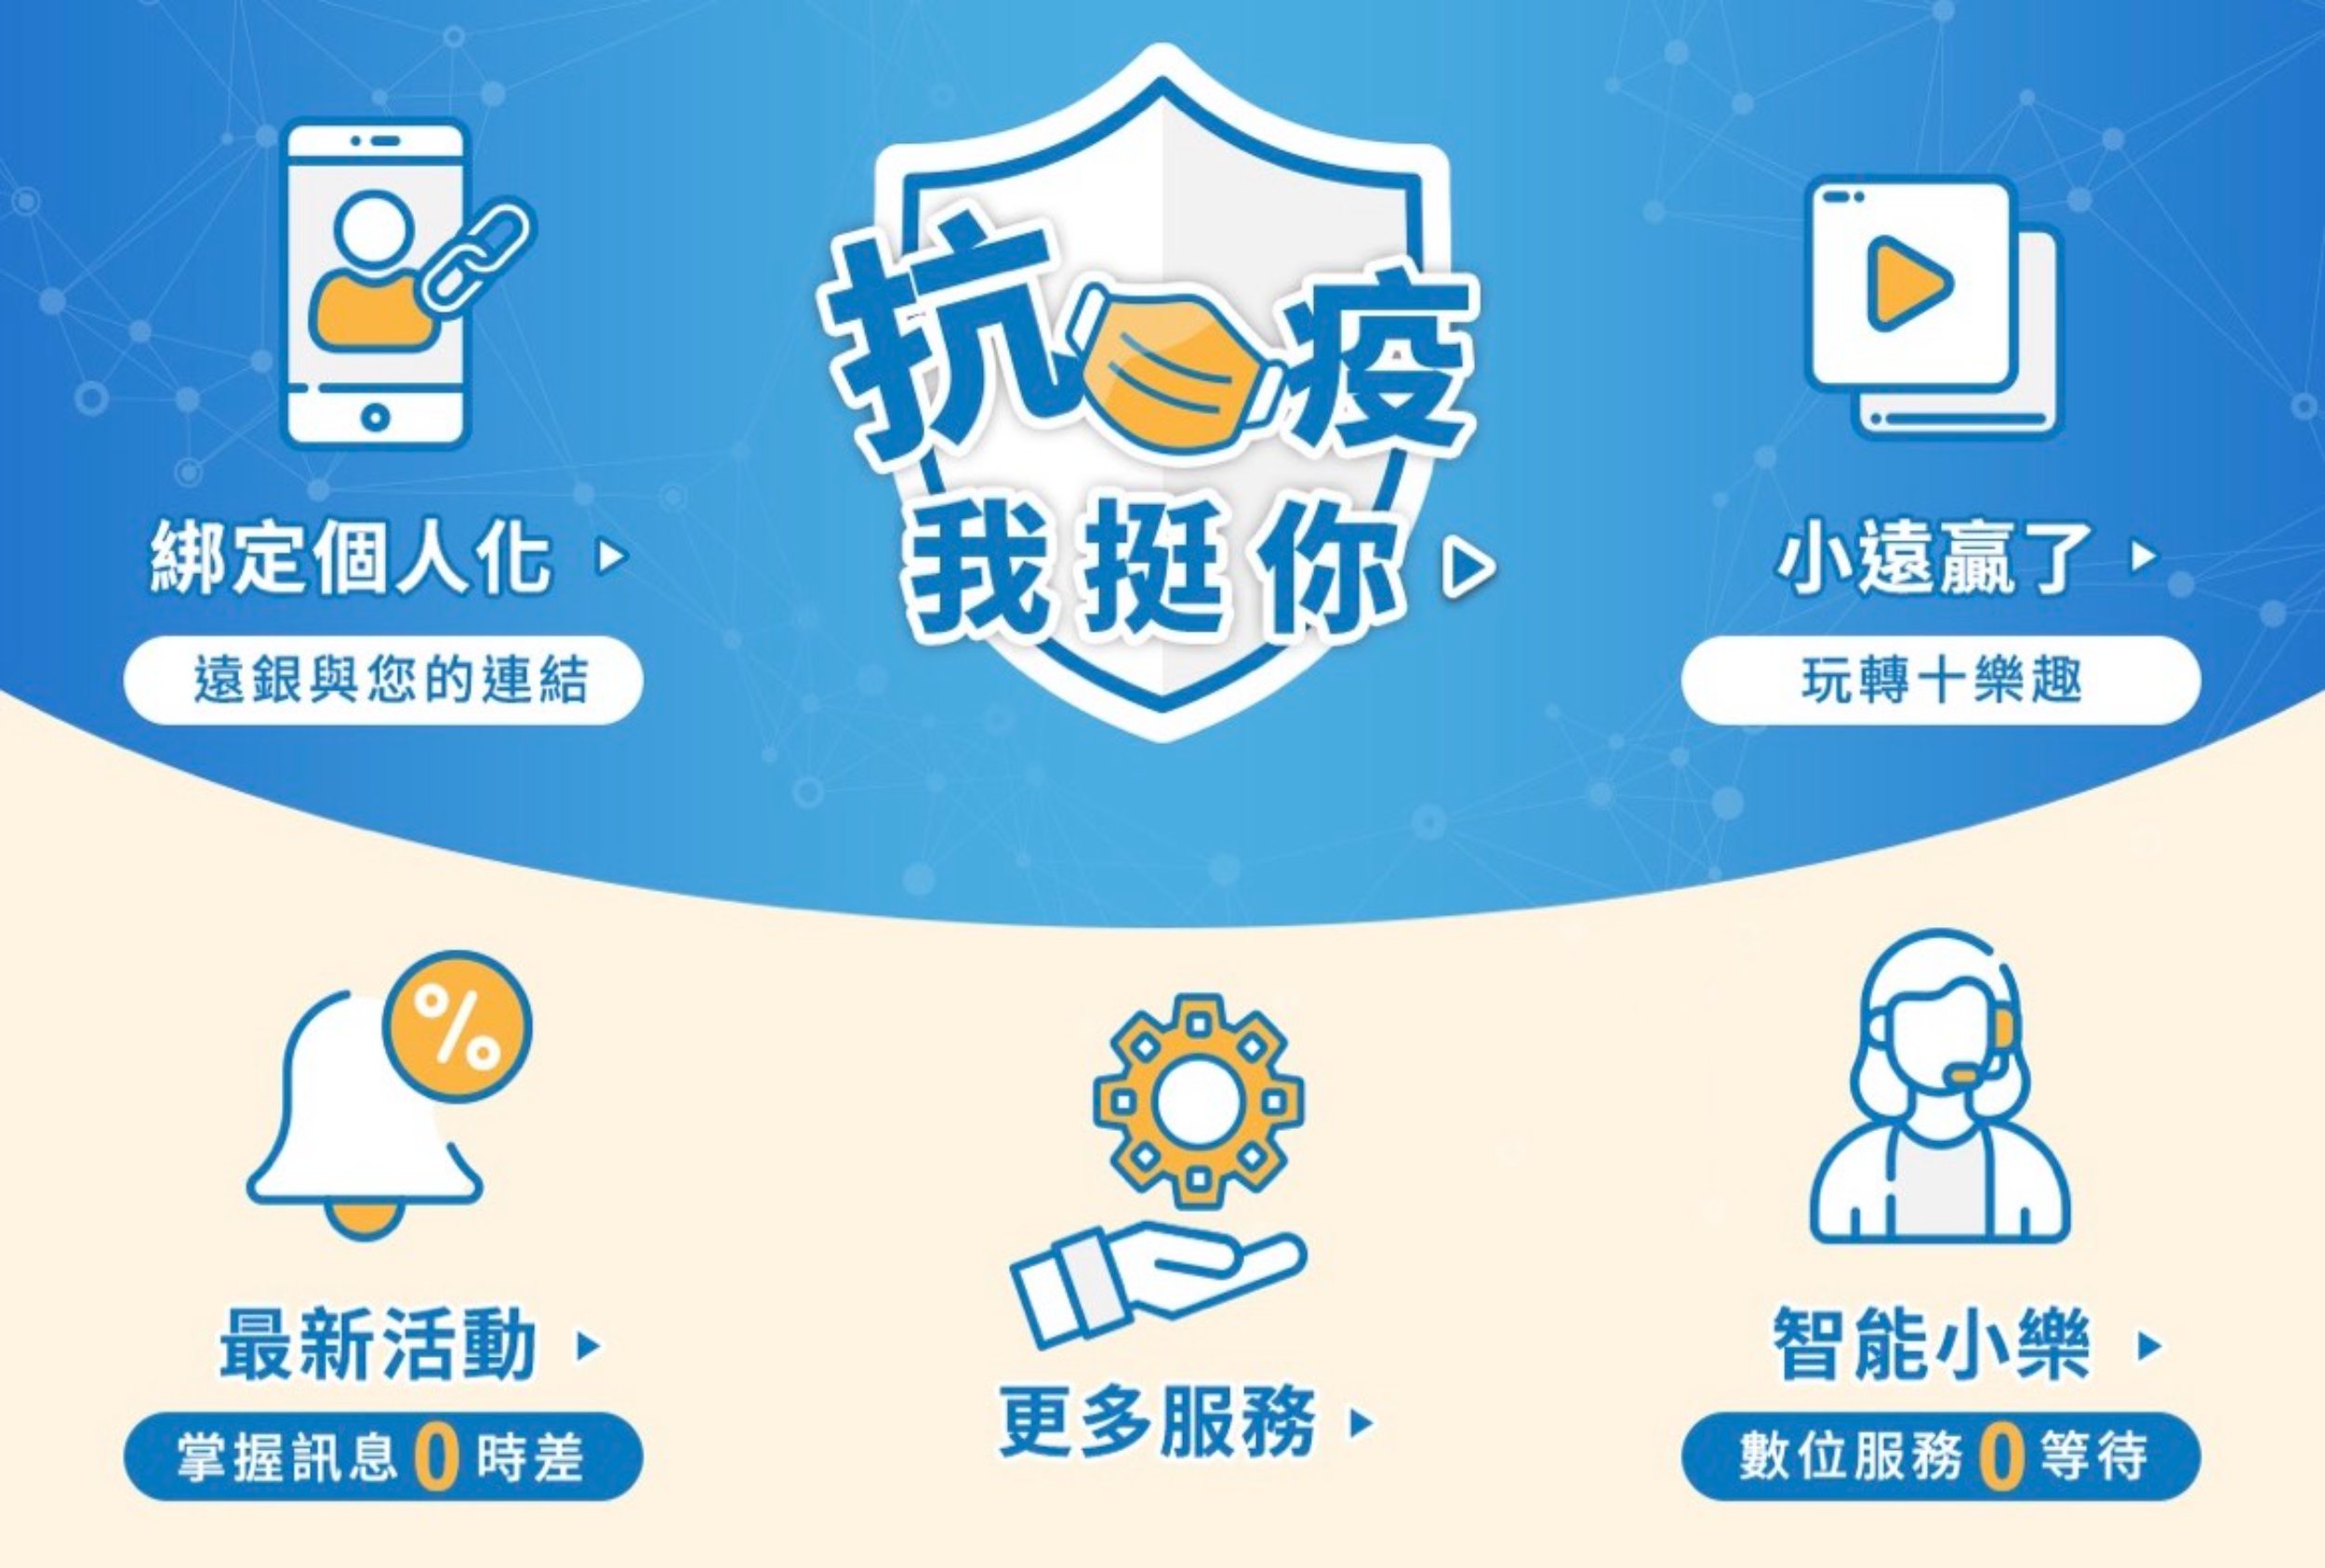 抗疫
我挺你
綁定個人化
遠銀與您的連結
小遠贏了
玩轉十樂趣
最新活動
掌握訊息0時差
更多服務
智能小樂
數位服務0等待
%